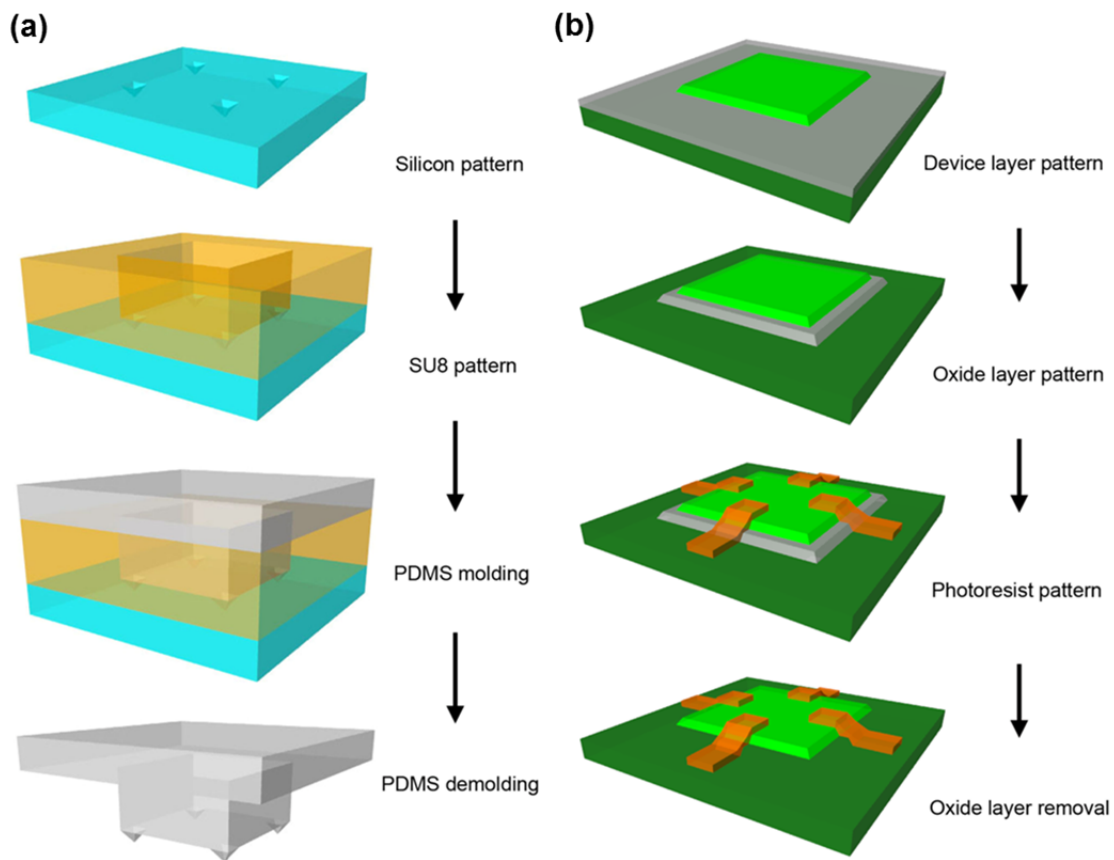 (a)
Silicon pattern
SU8 pattern
PDMS molding
PDMS demolding
(b)
Device layer pattern
Oxide layer pattern
Photoresist pattern
Oxide layer removal